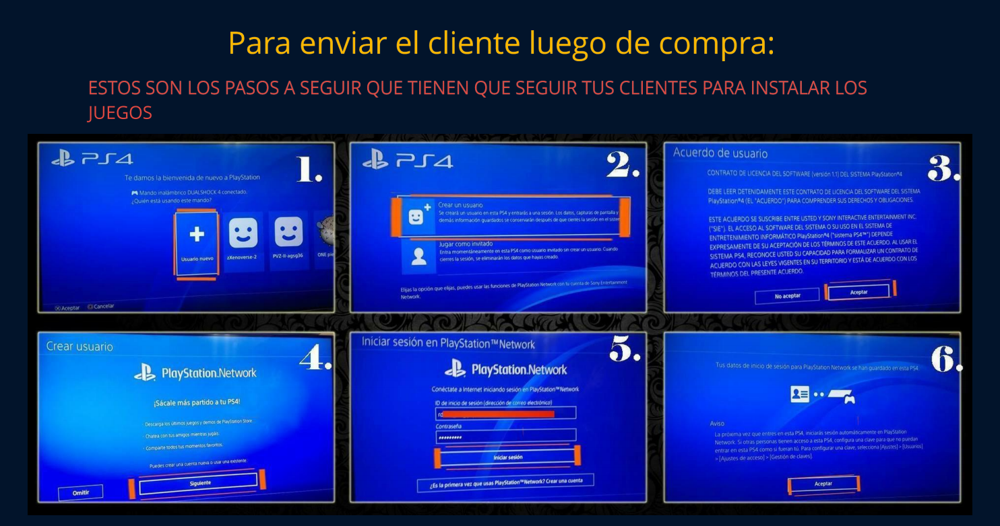 Para enviar el cliente luego de compra:
ESTOS SON LOS PASOS A SEGUIR QUE TIENEN QUE SEGUIR TUS CLIENTES PARA INSTALAR LOS
JUEGOS
PS4
1.
Te damos la bienvenida de nuevo a PlayStation
Mando inalámbrico DUALSHOCK 4 conectado.
¿Quién está usando este mando?
Usuario nuevo
zXenoverse-2
PVZ-II-agsg36
ONE pie
Aceptar
Cancelar
PS4
2.
Crear un usuario
Se creará un usuario en esta PS4 y entrarás a una sesión. Los datos, capturas de pantalla y
demás información guardados se conservarán después de que cierres la sesión en el sistem
Jugar como invitado
Entra momentáneamente en esta PS4 como usuario invitado sin crear un usuario. Cuando
cierres la sesión, se eliminarán los datos que hayas creado.
Elijas la opción que elijas, puedes usar las funciones de PlayStation Network con tu cuenta de Sony Entertainment
Network.
Acuerdo de usuario
3.
CONTRATO DE LICENCIA DEL SOFTWARE (versión 1.1) DEL SISTEMA PlayStation®4
DEBE LEER DETENIDAMENTE ESTE CONTRATO DE LICENCIA DEL SOFTWARE DEL SISTEMA
PlayStation®4 (EL "ACUERDO") PARA COMPRENDER SUS DERECHOS Y OBLIGACIONES.
ESTE ACUERDO SE SUSCRIBE ENTRE USTED Y SONY INTERACTIVE ENTERTAINMENT INC.
("SIE"). EL ACCESO AL SOFTWARE DEL SISTEMA O SU USO EN EL SISTEMA DE
ENTRETENIMIENTO INFORMÁTICO PlayStation®4 ("sistema PS4™") DEPENDE
EXPRESAMENTE DE SU ACEPTACIÓN DE LOS TÉRMINOS DE ESTE ACUERDO. AL USAR EL
SISTEMA PS4, RECONOCE USTED SU CAPACIDAD PARA FORMALIZAR UN CONTRATO DE
ACUERDO CON LAS LEYES VIGENTES EN SU TERRITORIO Y ESTÁ DE ACUERDO CON LOS
TÉRMINOS DEL PRESENTE ACUERDO.
No aceptar
Aceptar
Crear usuario
4.
PlayStation.Network
¡Sácale más partido a tu PS4!
- Descarga los últimos juegos y demos de PlayStation Store.
- Chatea con tus amigos mientras jugáis.
- Comparte todos tus momentos favoritos.
Puedes crear una cuenta nueva o usar una existente.
Siguiente
Omitir
Iniciar sesión en PlayStation™Network
5.
PlayStation.Network
Conéctate a Internet iniciando sesión en PlayStation™Network
ID de inicio de sesión (dirección de correo electrónico)
Contraseña
*********
Iniciar sesión
¿Es la primera vez que usas PlayStation™Network? Crear una cuenta
6.
Tus datos de inicio de sesión para PlayStation Network se han guardado en esta PS4.
Aviso
La próxima vez que entres en esta PS4, iniciarás sesión automáticamente en PlayStation
Network. Si otras personas tienen acceso a esta PS4, configura una clave para que no puedan
entrar en esta PS4 como si fueran tú. Para configurar una clave, selecciona [Ajustes] > [Usuarios]
> [Ajustes de acceso] > [Gestión de claves].
Aceptar